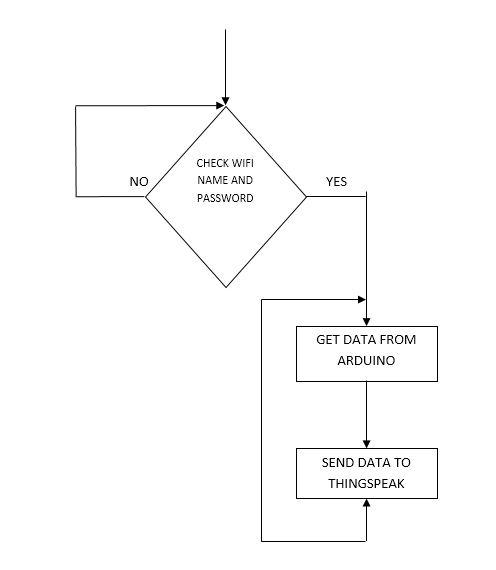 CHECK WIFI
NAME AND
PASSWORD
NO
YES
GET DATA FROM
ARDUINO
SEND DATA TO
THINGSPEAK